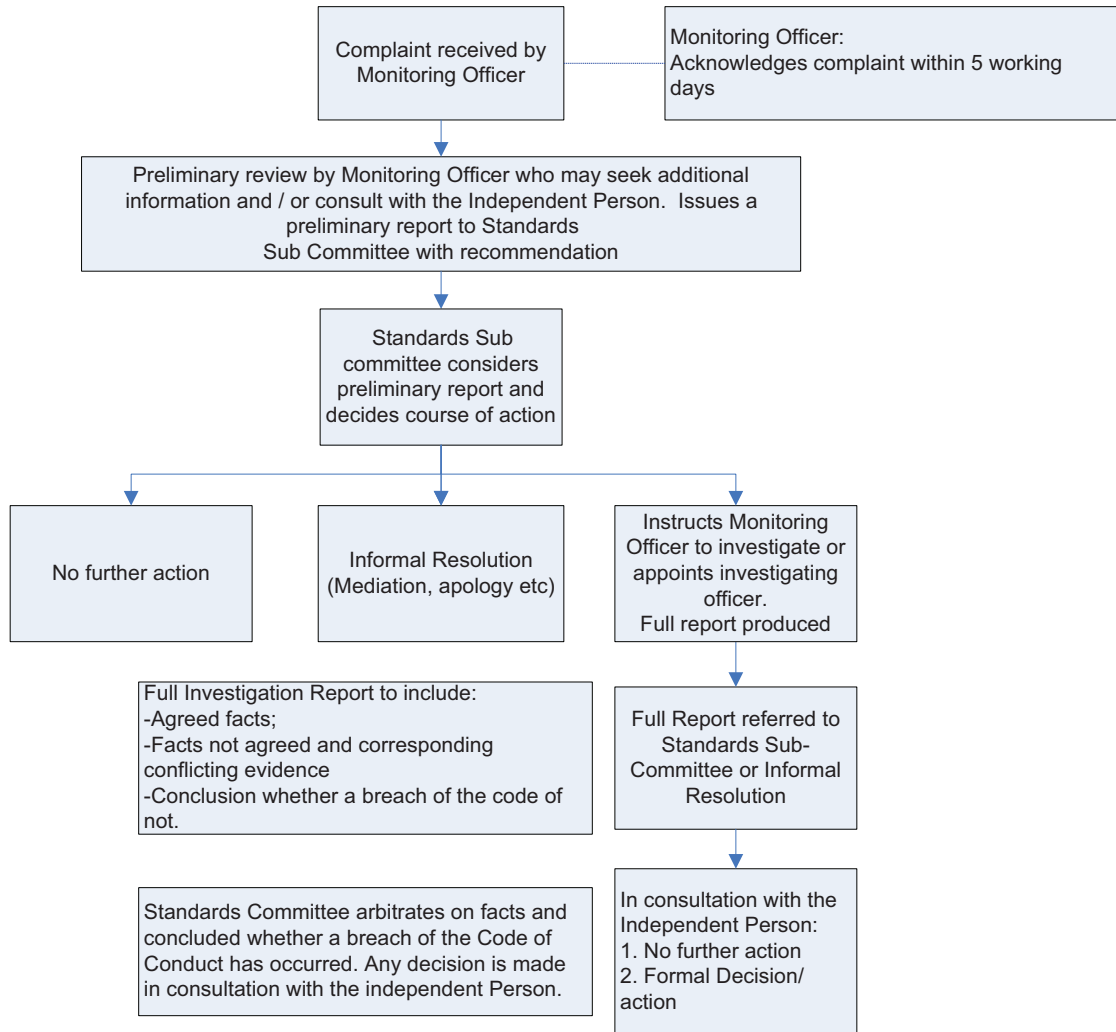 Complaint received by
Monitoring Officer
Monitoring Officer:
Acknowledges complaint within 5 working
days
Preliminary review by Monitoring Officer who may seek additional
information and / or consult with the Independent Person.  Issues a
preliminary report to Standards
Sub Committee with recommendation
Standards Sub
committee considers
preliminary report and
decides course of action
No further action
Informal Resolution
(Mediation, apology etc)
Instructs Monitoring
Officer to investigate or
appoints investigating
officer.
Full report produced
Full Investigation Report to include:
-Agreed facts;
-Facts not agreed and corresponding
conflicting evidence
-Conclusion whether a breach of the code of
not.
Full Report referred to
Standards Sub-
Committee or Informal
Resolution
Standards Committee arbitrates on facts and
concluded whether a breach of the Code of
Conduct has occurred. Any decision is made
in consultation with the independent Person.
In consultation with the
Independent Person:
1. No further action
2. Formal Decision/
action